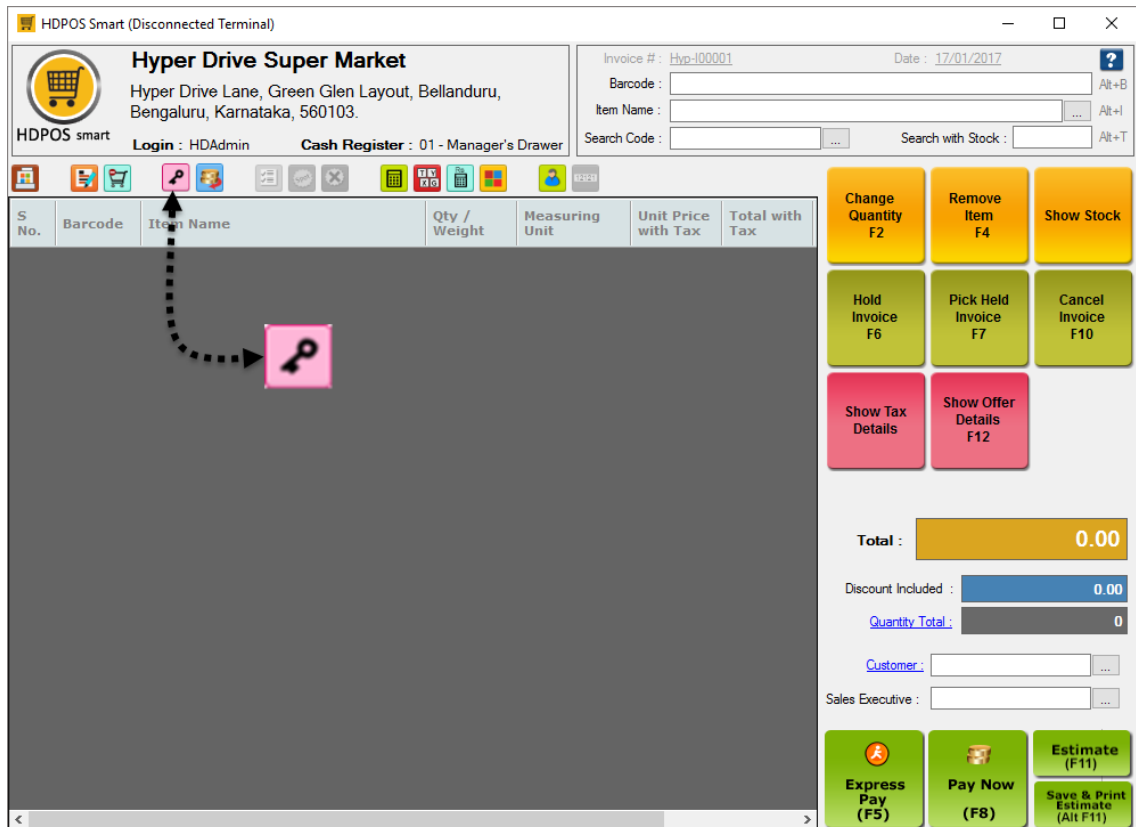 HDPOS Smart (Disconnected Terminal)
HDPOS smart
Hyper Drive Super Market
Hyper Drive Lane, Green Glen Layout, Bellanduru,
Bengaluru, Karnataka, 560103.
Login : HDAdmin Cash Register : 01 - Manager's Drawer
Invoice # : Hyp-I00001 Date : 17/01/2017 ?
Barcode : Alt+B
Item Name : ... Alt+I
Search Code : ... Search with Stock : Alt+T
S
No.
Barcode
Item Name
Qty /
Weight
Measuring
Unit
Unit Price
with Tax
Total with
Tax
Change
Quantity
F2
Remove
Item
F4
Show Stock
Hold
Invoice
F6
Pick Held
Invoice
F7
Cancel
Invoice
F10
Show Tax
Details
Show Offer
Details
F12
Total : 0.00
Discount Included : 0.00
Quantity Total : 0
Customer : ...
Sales Executive : ...
Express
Pay
(F5)
Pay Now
(F8)
Estimate
(F11)
Save & Print
Estimate
(Alt F11)